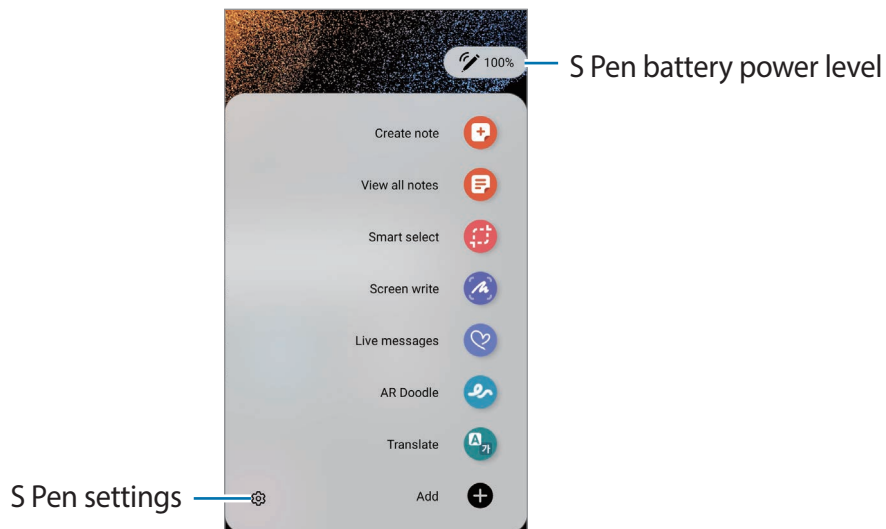 100%
S Pen battery power level
Create note
View all notes
Smart select
Screen write
Live messages
AR Doodle
Translate
A
가
S Pen settings
Add